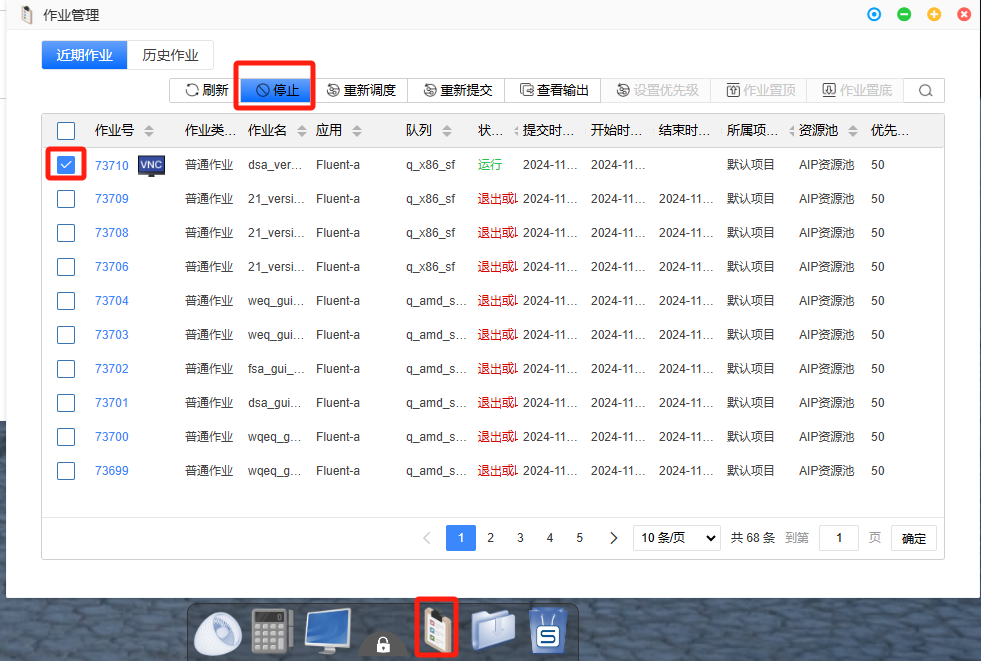 作业管理
近期作业 历史作业
刷新 停止 重新调度 重新提交 查看输出 设置优先级 作业置顶 作业置底
作业号 作业类... 作业名 应用 队列 状... 提交时... 开始时... 结束时... 所属项... 资源池 优先...
73710 VNC 普通作业 dsa_ver... Fluent-a q_x86_sf 运行 2024-11... 2024-11... 默认项目 AIP资源池 50
73709 普通作业 21_versi... Fluent-a q_x86_sf 退出或 2024-11... 2024-11... 2024-11... 默认项目 AIP资源池 50
73708 普通作业 21_versi... Fluent-a q_x86_sf 退出或 2024-11... 2024-11... 2024-11... 默认项目 AIP资源池 50
73706 普通作业 21_versi... Fluent-a q_x86_sf 退出或 2024-11... 2024-11... 2024-11... 默认项目 AIP资源池 50
73704 普通作业 weq_gui... Fluent-a q_amd_s... 退出或 2024-11... 2024-11... 2024-11... 默认项目 AIP资源池 50
73703 普通作业 weq_gui... Fluent-a q_amd_s... 退出或 2024-11... 2024-11... 2024-11... 默认项目 AIP资源池 50
73702 普通作业 fsa_gui_... Fluent-a q_amd_s... 退出或 2024-11... 2024-11... 2024-11... 默认项目 AIP资源池 50
73701 普通作业 dsa_gui... Fluent-a q_amd_s... 退出或 2024-11... 2024-11... 2024-11... 默认项目 AIP资源池 50
73700 普通作业 wqeq_g... Fluent-a q_amd_s... 退出或 2024-11... 2024-11... 2024-11... 默认项目 AIP资源池 50
73699 普通作业 wqeq_g... Fluent-a q_amd_s... 退出或 2024-11... 2024-11... 2024-11... 默认项目 AIP资源池 50
1 2 3 4 5 10 条/页 共 68 条 到第 1 页 确定
S